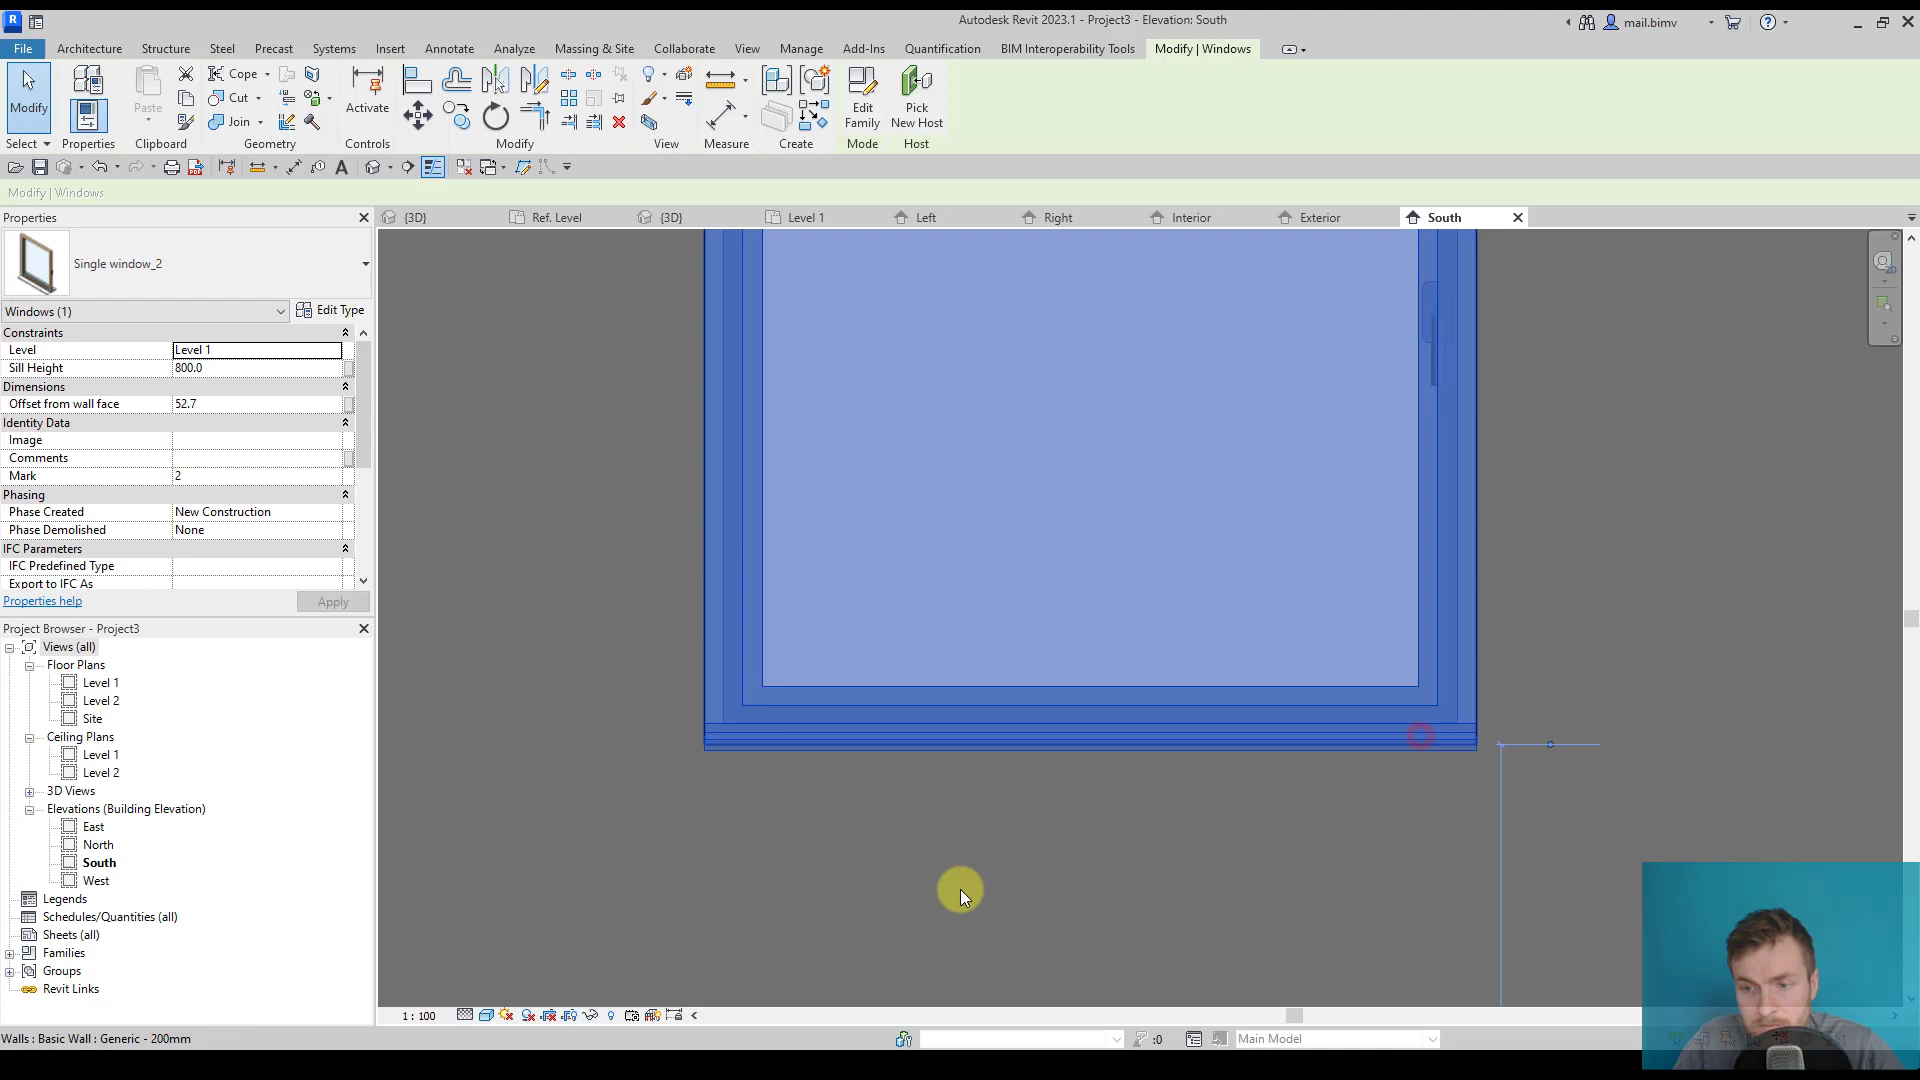 Autodesk Revit 2023.1 - Project3 - Elevation: South
mail.bimv
File Architecture Structure Steel Precast Systems Insert Annotate Analyze Massing & Site Collaborate View Manage Add-Ins Quantification BIM Interoperability Tools Modify | Windows
Modify
Paste
Cope
Cut
Join
Activate
Edit Family
Pick New Host
Select Properties Clipboard Geometry Controls Modify View Measure Create Mode Host
Modify | Windows
Properties
{3D} Ref. Level {3D} Level 1 Left Right Interior Exterior South
Single window_2
Windows (1) Edit Type
Constraints
Level Level 1
Sill Height 800.0
Dimensions
Offset from wall face 52.7
Identity Data
Image
Comments
Mark 2
Phasing
Phase Created New Construction
Phase Demolished None
IFC Parameters
IFC Predefined Type
Export to IFC As
Properties help Apply
Project Browser - Project3
Views (all)
Floor Plans
Level 1
Level 2
Site
Ceiling Plans
Level 1
Level 2
3D Views
Elevations (Building Elevation)
East
North
South
West
Legends
Schedules/Quantities (all)
Sheets (all)
Families
Groups
Revit Links
1 : 100
Walls : Basic Wall : Generic - 200mm
:0
Main Model